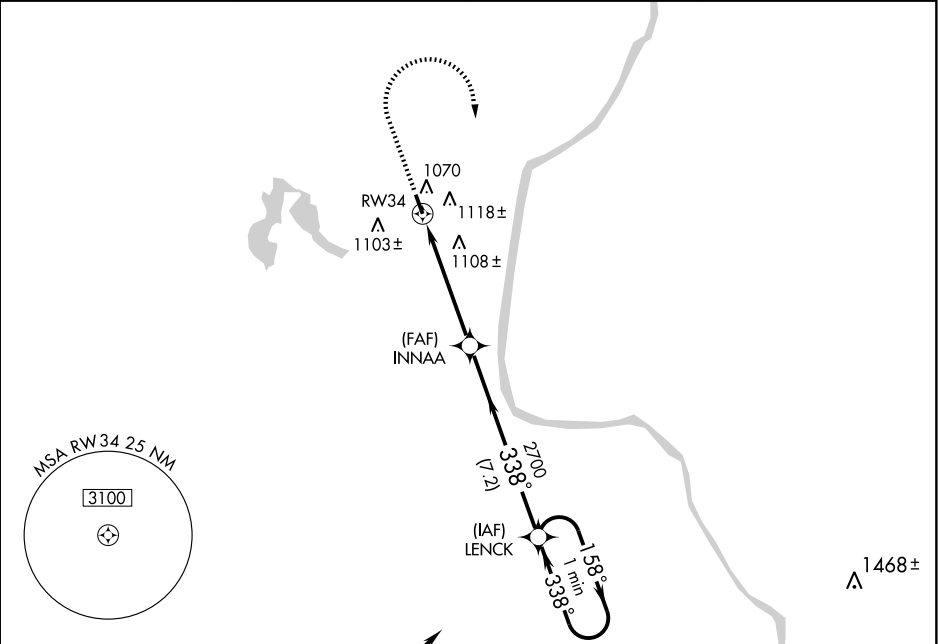 1070
RW34
1118±
1103±
1108±
(FAF)
INNAA
MSA RW34 25 NM
3100
2700
338°
(7.2)
(IAF)
LENCK
158°
1 min
338°
1468±